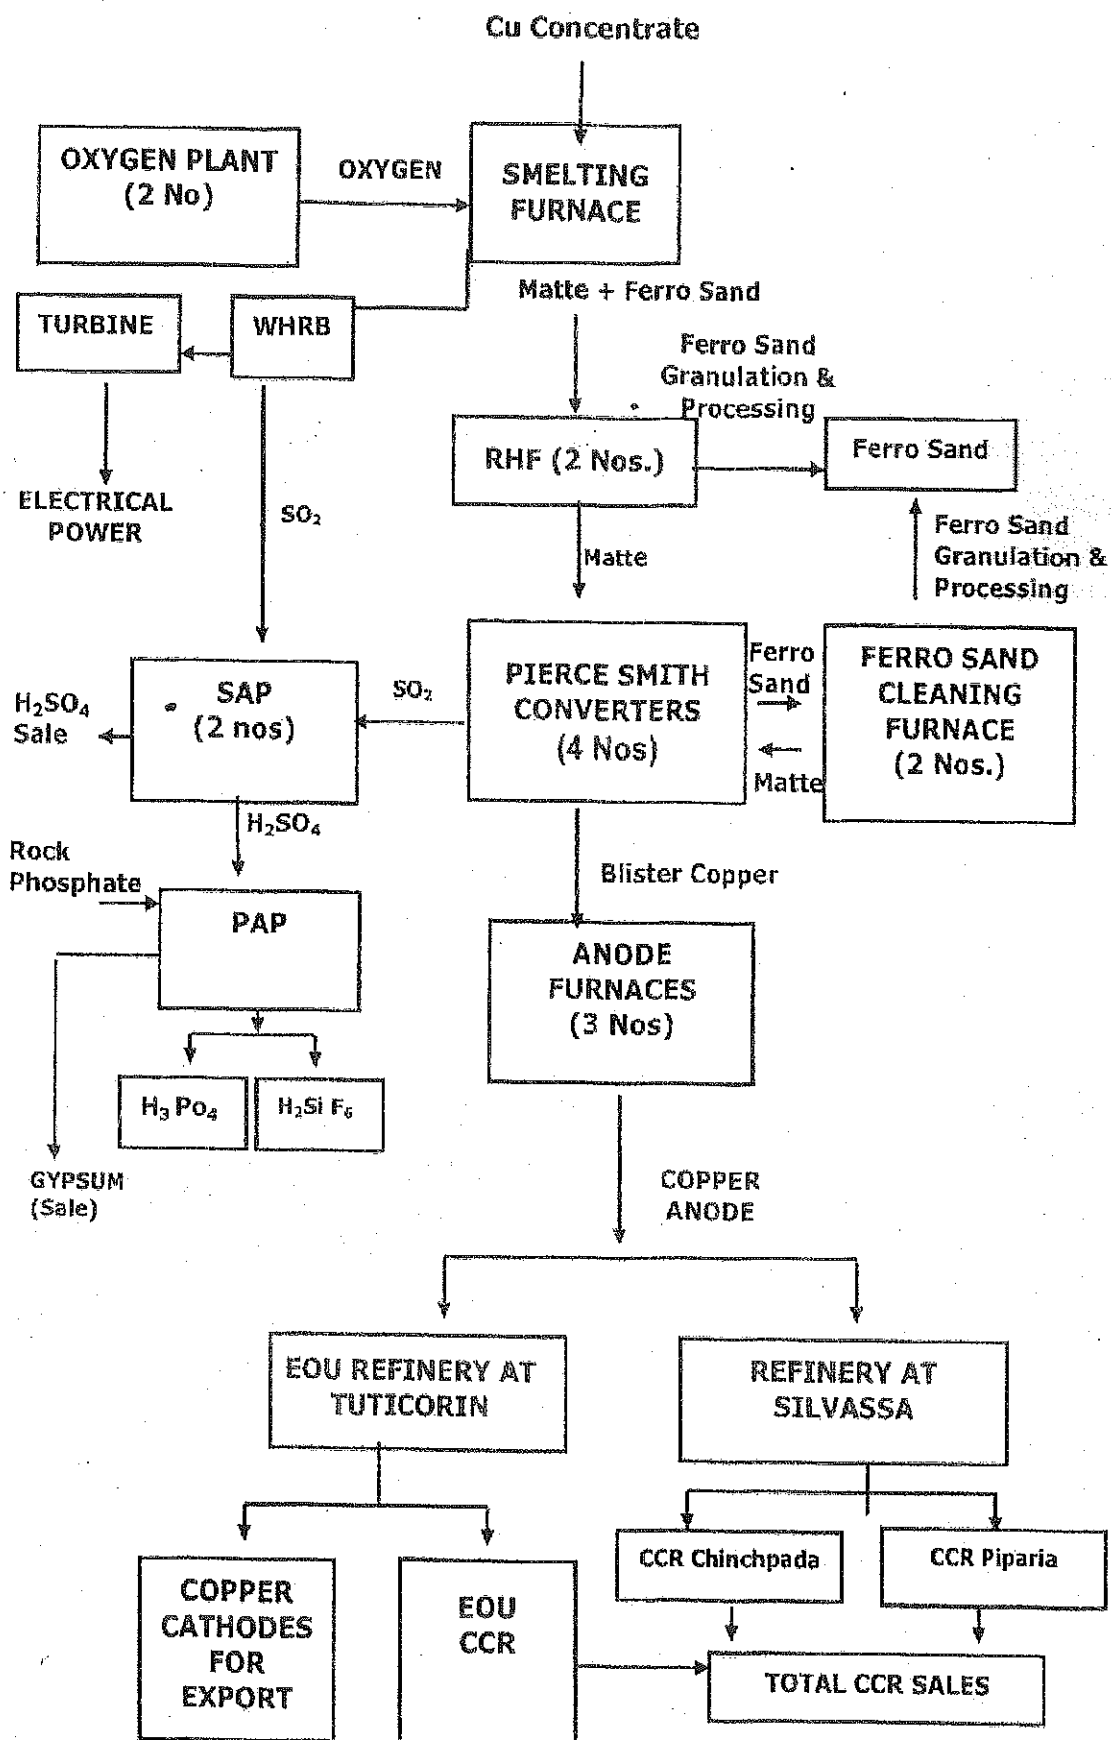 Cu Concentrate
OXYGEN PLANT
(2 No)
OXYGEN
SMELTING
FURNACE
Matte + Ferro Sand
TURBINE
WHRB
Ferro Sand
Granulation &
Processing
RHF (2 Nos.)
Ferro Sand
ELECTRICAL
POWER
SO₂
Matte
Ferro Sand
Granulation &
Processing
H₂SO₄
Sale
SAP
(2 nos)
SO₂
PIERCE SMITH
CONVERTERS
(4 Nos)
Ferro
Sand
Matte
FERRO SAND
CLEANING
FURNACE
(2 Nos.)
H₂SO₄
Rock
Phosphate
PAP
Blister Copper
ANODE
FURNACES
(3 Nos)
H₃ Po₄
H₂Si F₆
GYPSUM
(Sale)
COPPER
ANODE
EOU REFINERY AT
TUTICORIN
REFINERY AT
SILVASSA
CCR Chinchpada
CCR Piparia
COPPER
CATHODES
FOR
EXPORT
EOU
CCR
TOTAL CCR SALES